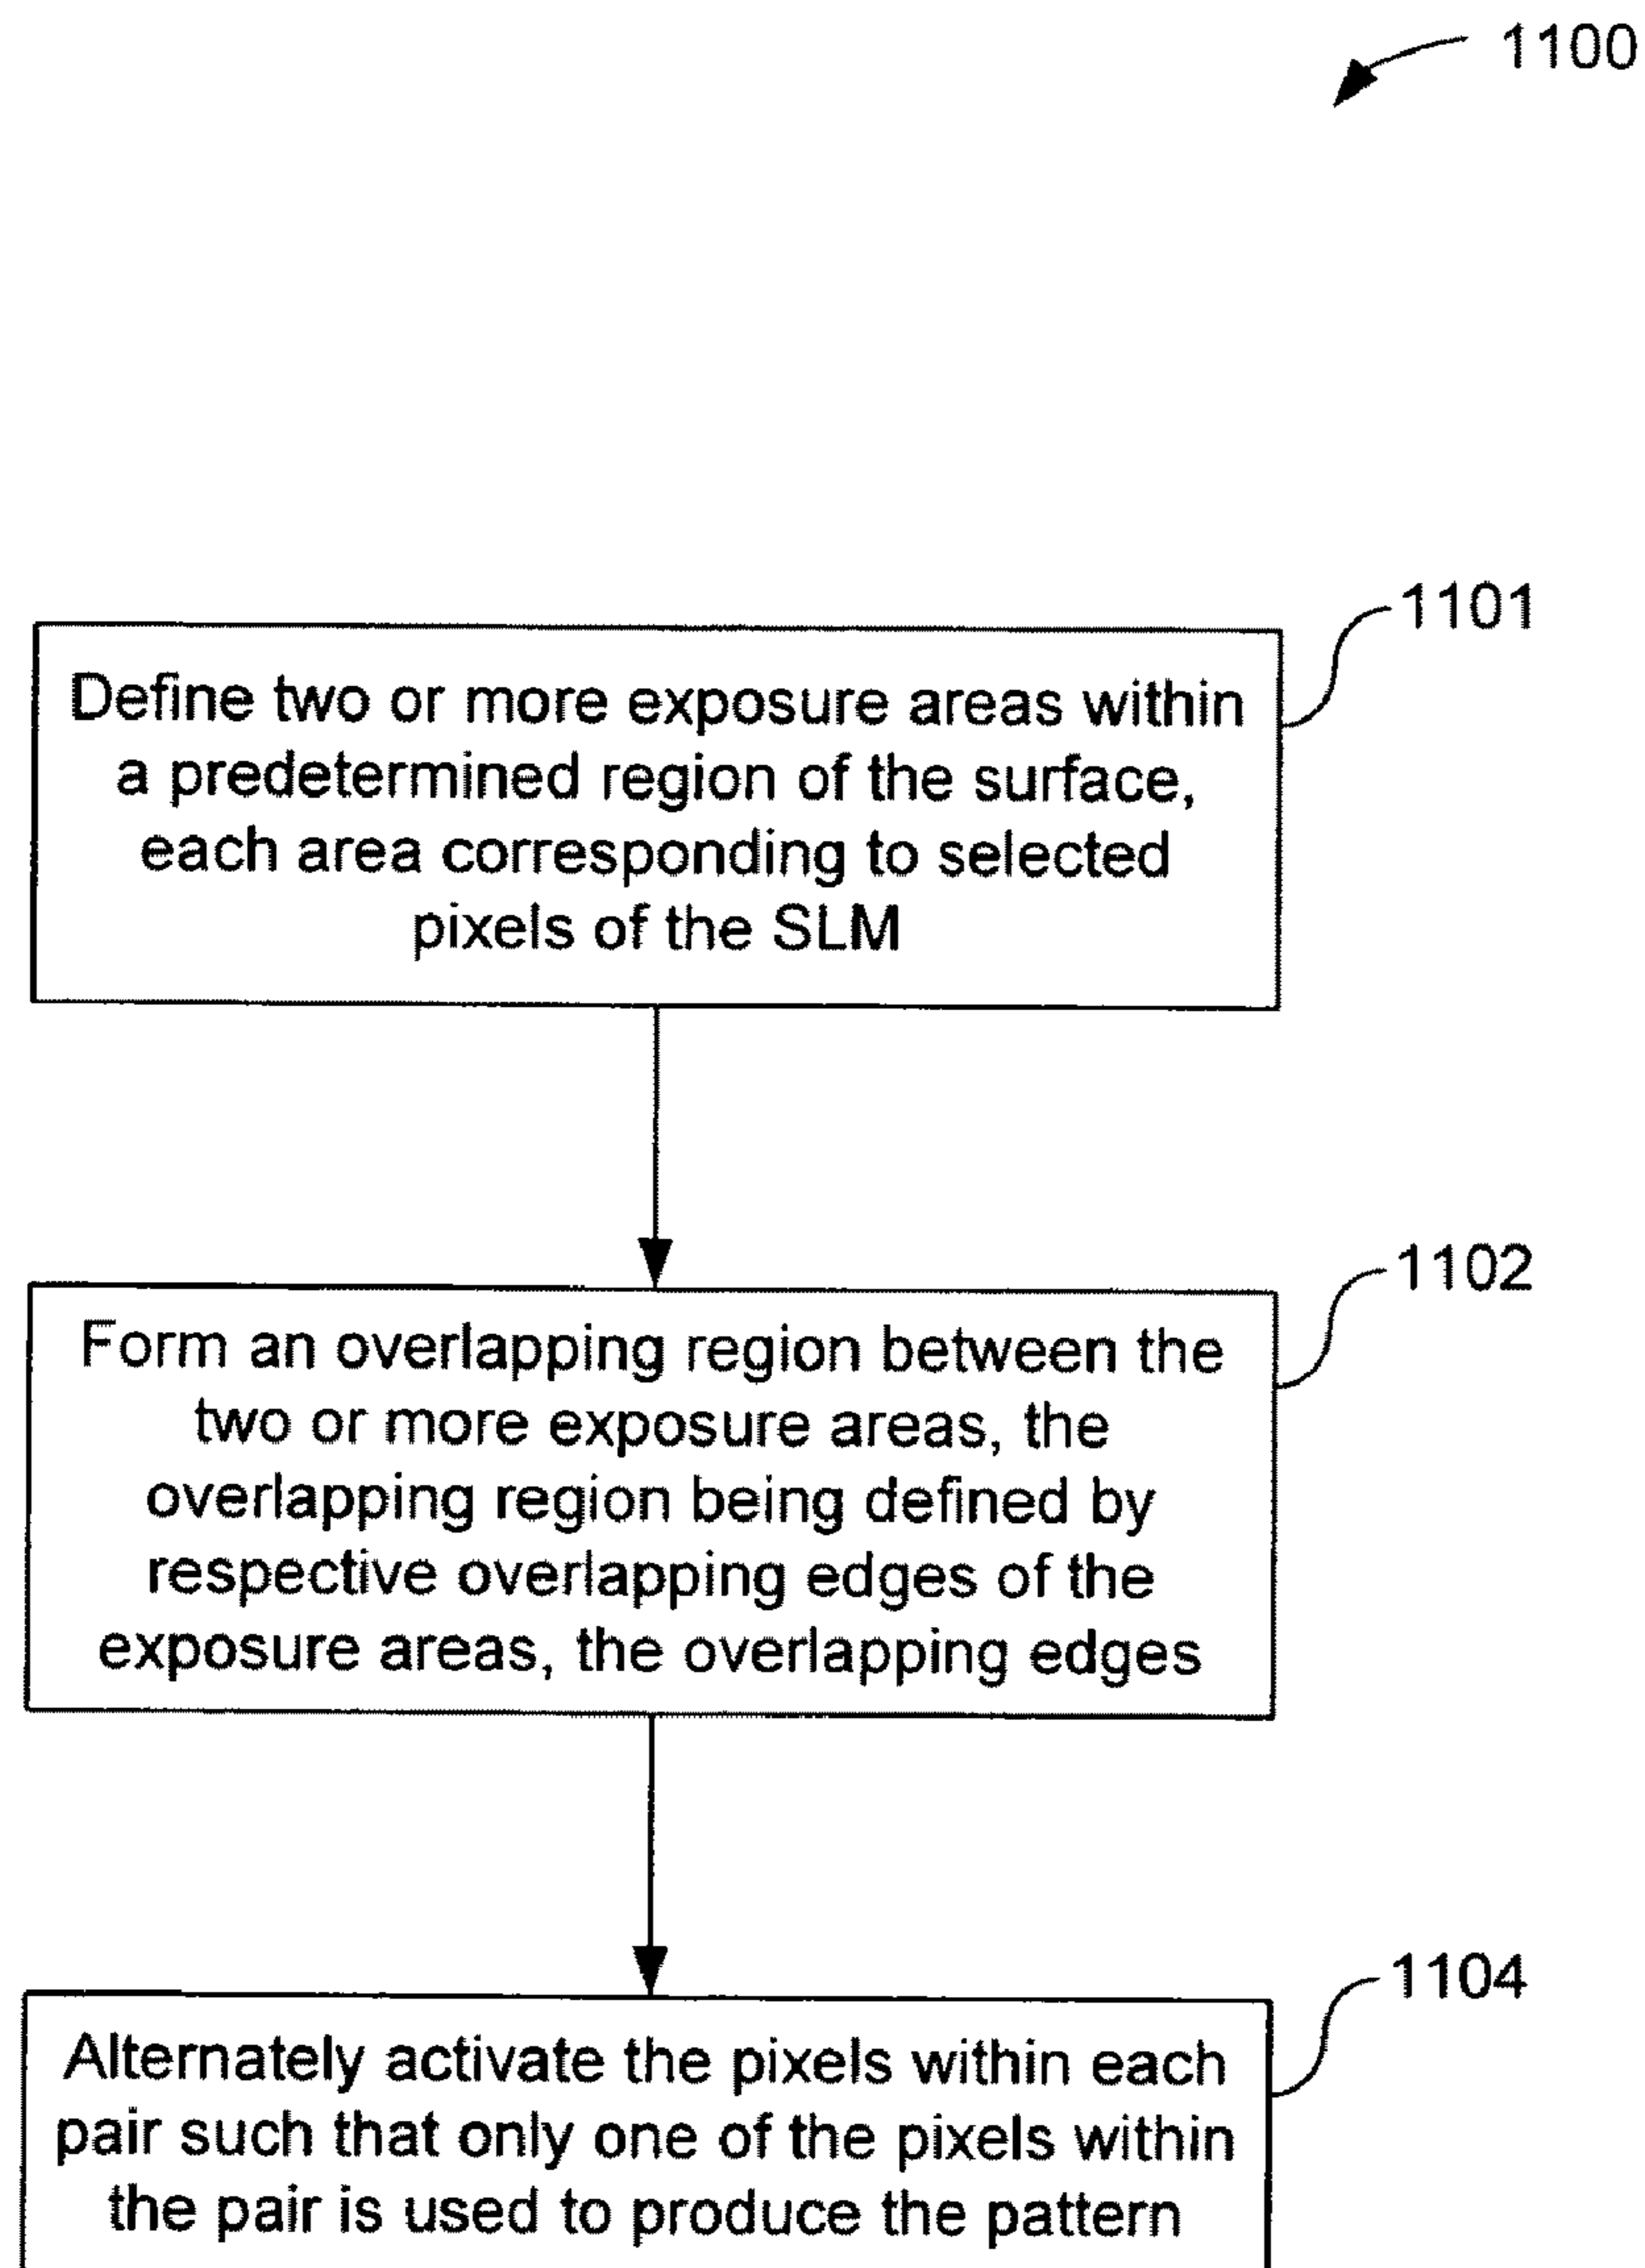 1100
1101
Define two or more exposure areas within
a predetermined region of the surface,
each area corresponding to selected
pixels of the SLM
1102
Form an overlapping region between the
two or more exposure areas, the
overlapping region being defined by
respective overlapping edges of the
exposure areas, the overlapping edges
1104
Alternately activate the pixels within each
pair such that only one of the pixels within
the pair is used to produce the pattern